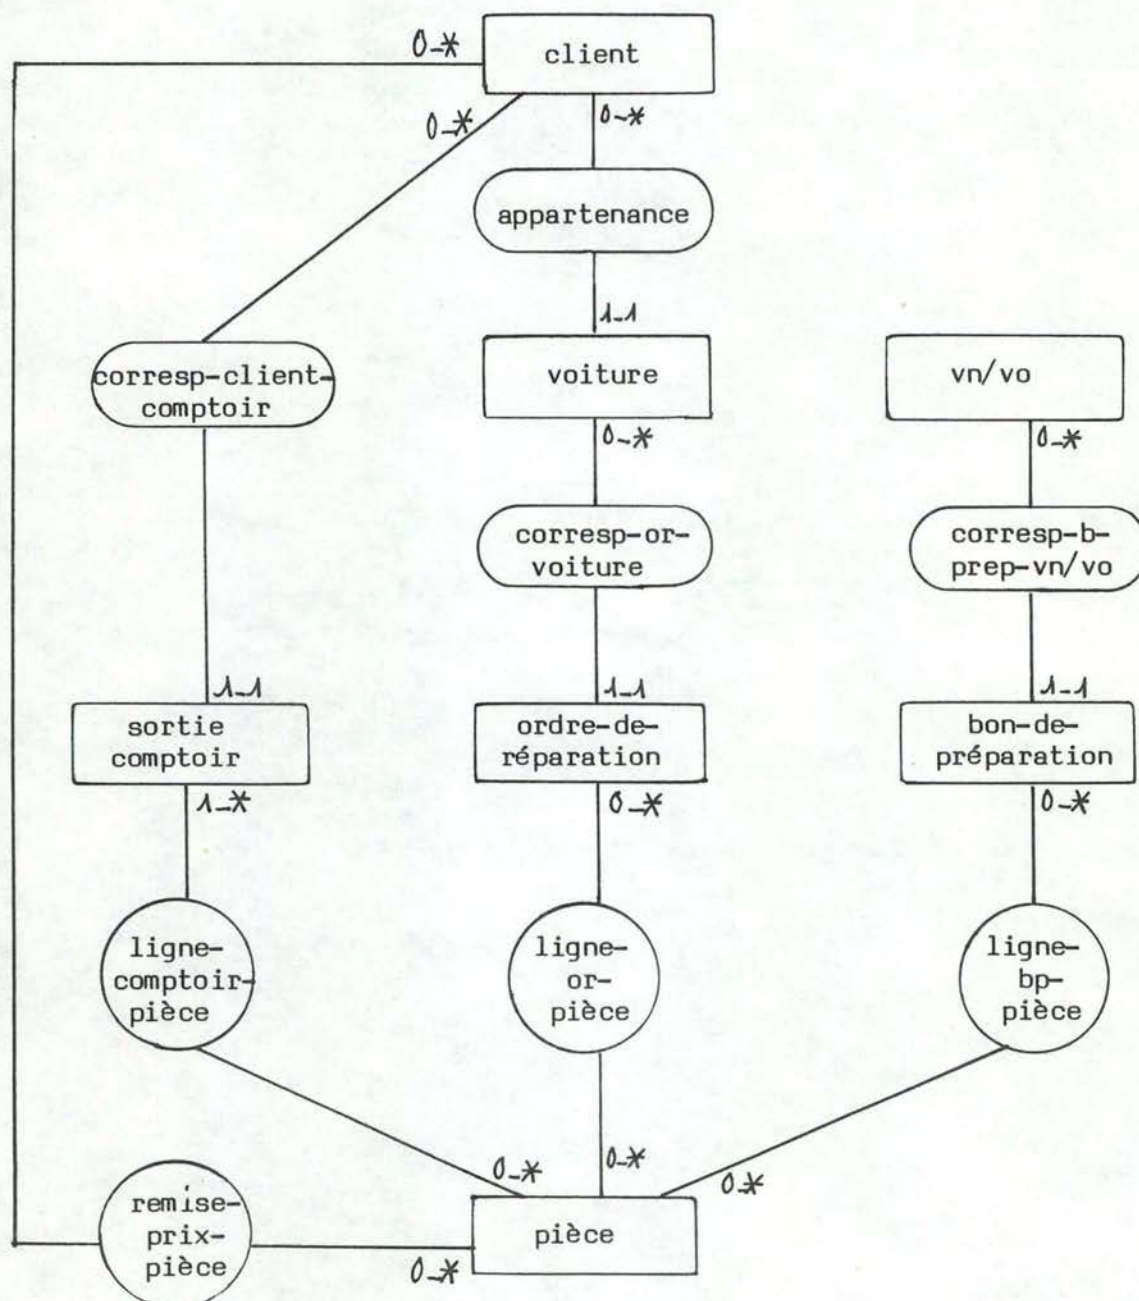 0-*
client
0-*
0-*
appartenance
1-1
corresp-client-
comptoir
voiture
vn/vo
0-*
0-*
corresp-or-
voiture
corresp-b-
prep-vn/vo
1-1
1-1
1-1
sortie
comptoir
ordre-de-
réparation
bon-de-
préparation
1-*
0-*
0-*
ligne-
comptoir-
pièce
ligne-
or-
pièce
ligne-
bp-
pièce
0-*
0-*
0-*
remise-
prix-
pièce
pièce
0-*